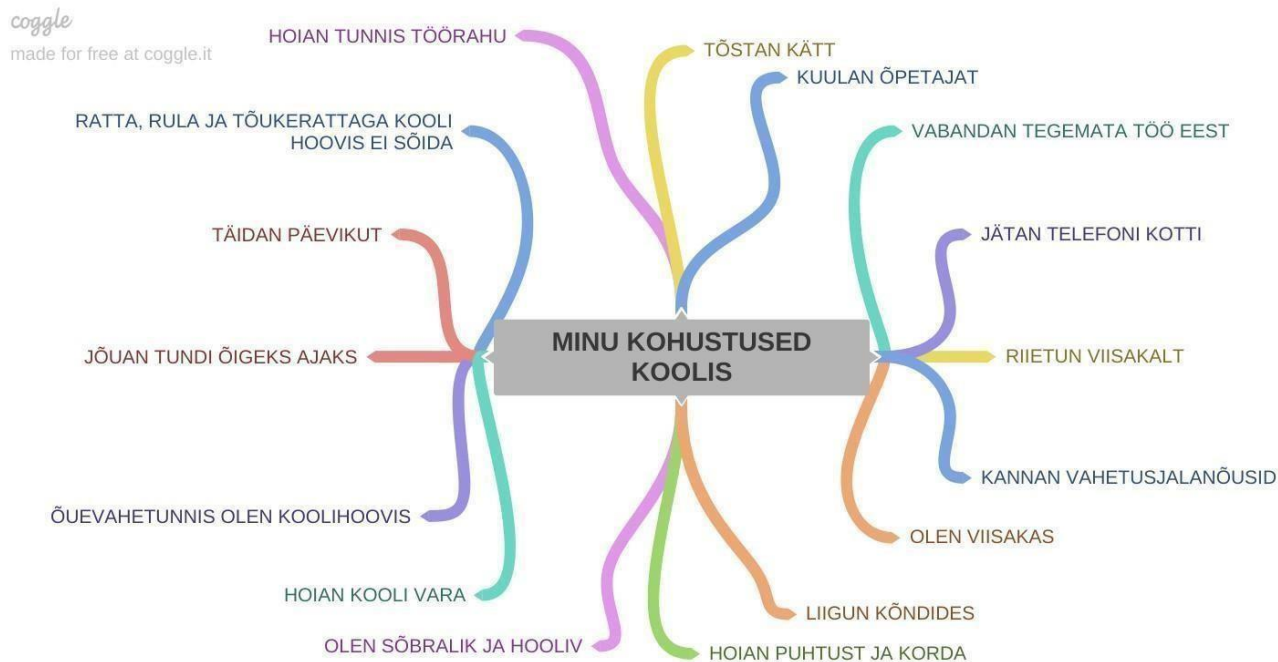 coggle
made for free at coggle.it
HOIAN TUNNIS TÖÖRAHU
TÕSTAN KÄTT
KUULAN ÕPETAJAT
RATTA, RULA JA TÕUKERATTAGA KOOLI
HOOVIS EI SÕIDA
VABANDAN TEGEMATA TÖÖ EEST
TÄIDAN PÄEVIKUT
JÄTAN TELEFONI KOTTI
MINU KOHUSTUSED
KOOLIS
JÕUAN TUNDI ÕIGEKS AJAKS
RIIETUN VIISAKALT
KANNAN VAHETUSJALANÕUSID
ÕUEVAHETUNNIS OLEN KOOLIHOOVIS
OLEN VIISAKAS
HOIAN KOOLI VARA
LIIGUN KÕNDIDES
OLEN SÕBRALIK JA HOOLIV
HOIAN PUHTUST JA KORDA